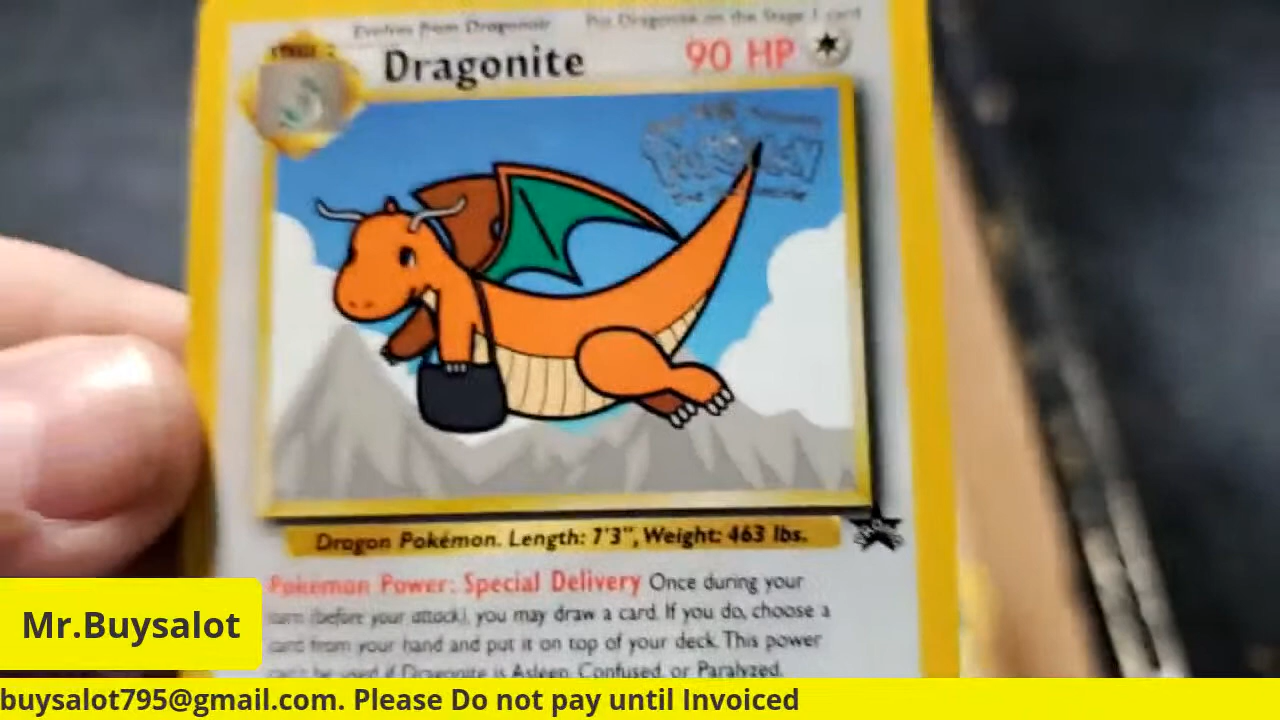 Evolves from Dragonair Put Dragonite on the Stage 1 card
STAGE 2
Dragonite 90 HP
Dragon Pokémon. Length: 7'3", Weight: 463 lbs.
Pokemon Power: Special Delivery Once during your
turn (before your attack), you may draw a card. If you do, choose a
card from your hand and put it on top of your deck. This power
can't be used if Dragonite is Asleep, Confused, or Paralyzed.
Mr.Buysalot
buysalot795@gmail.com. Please Do not pay until Invoiced